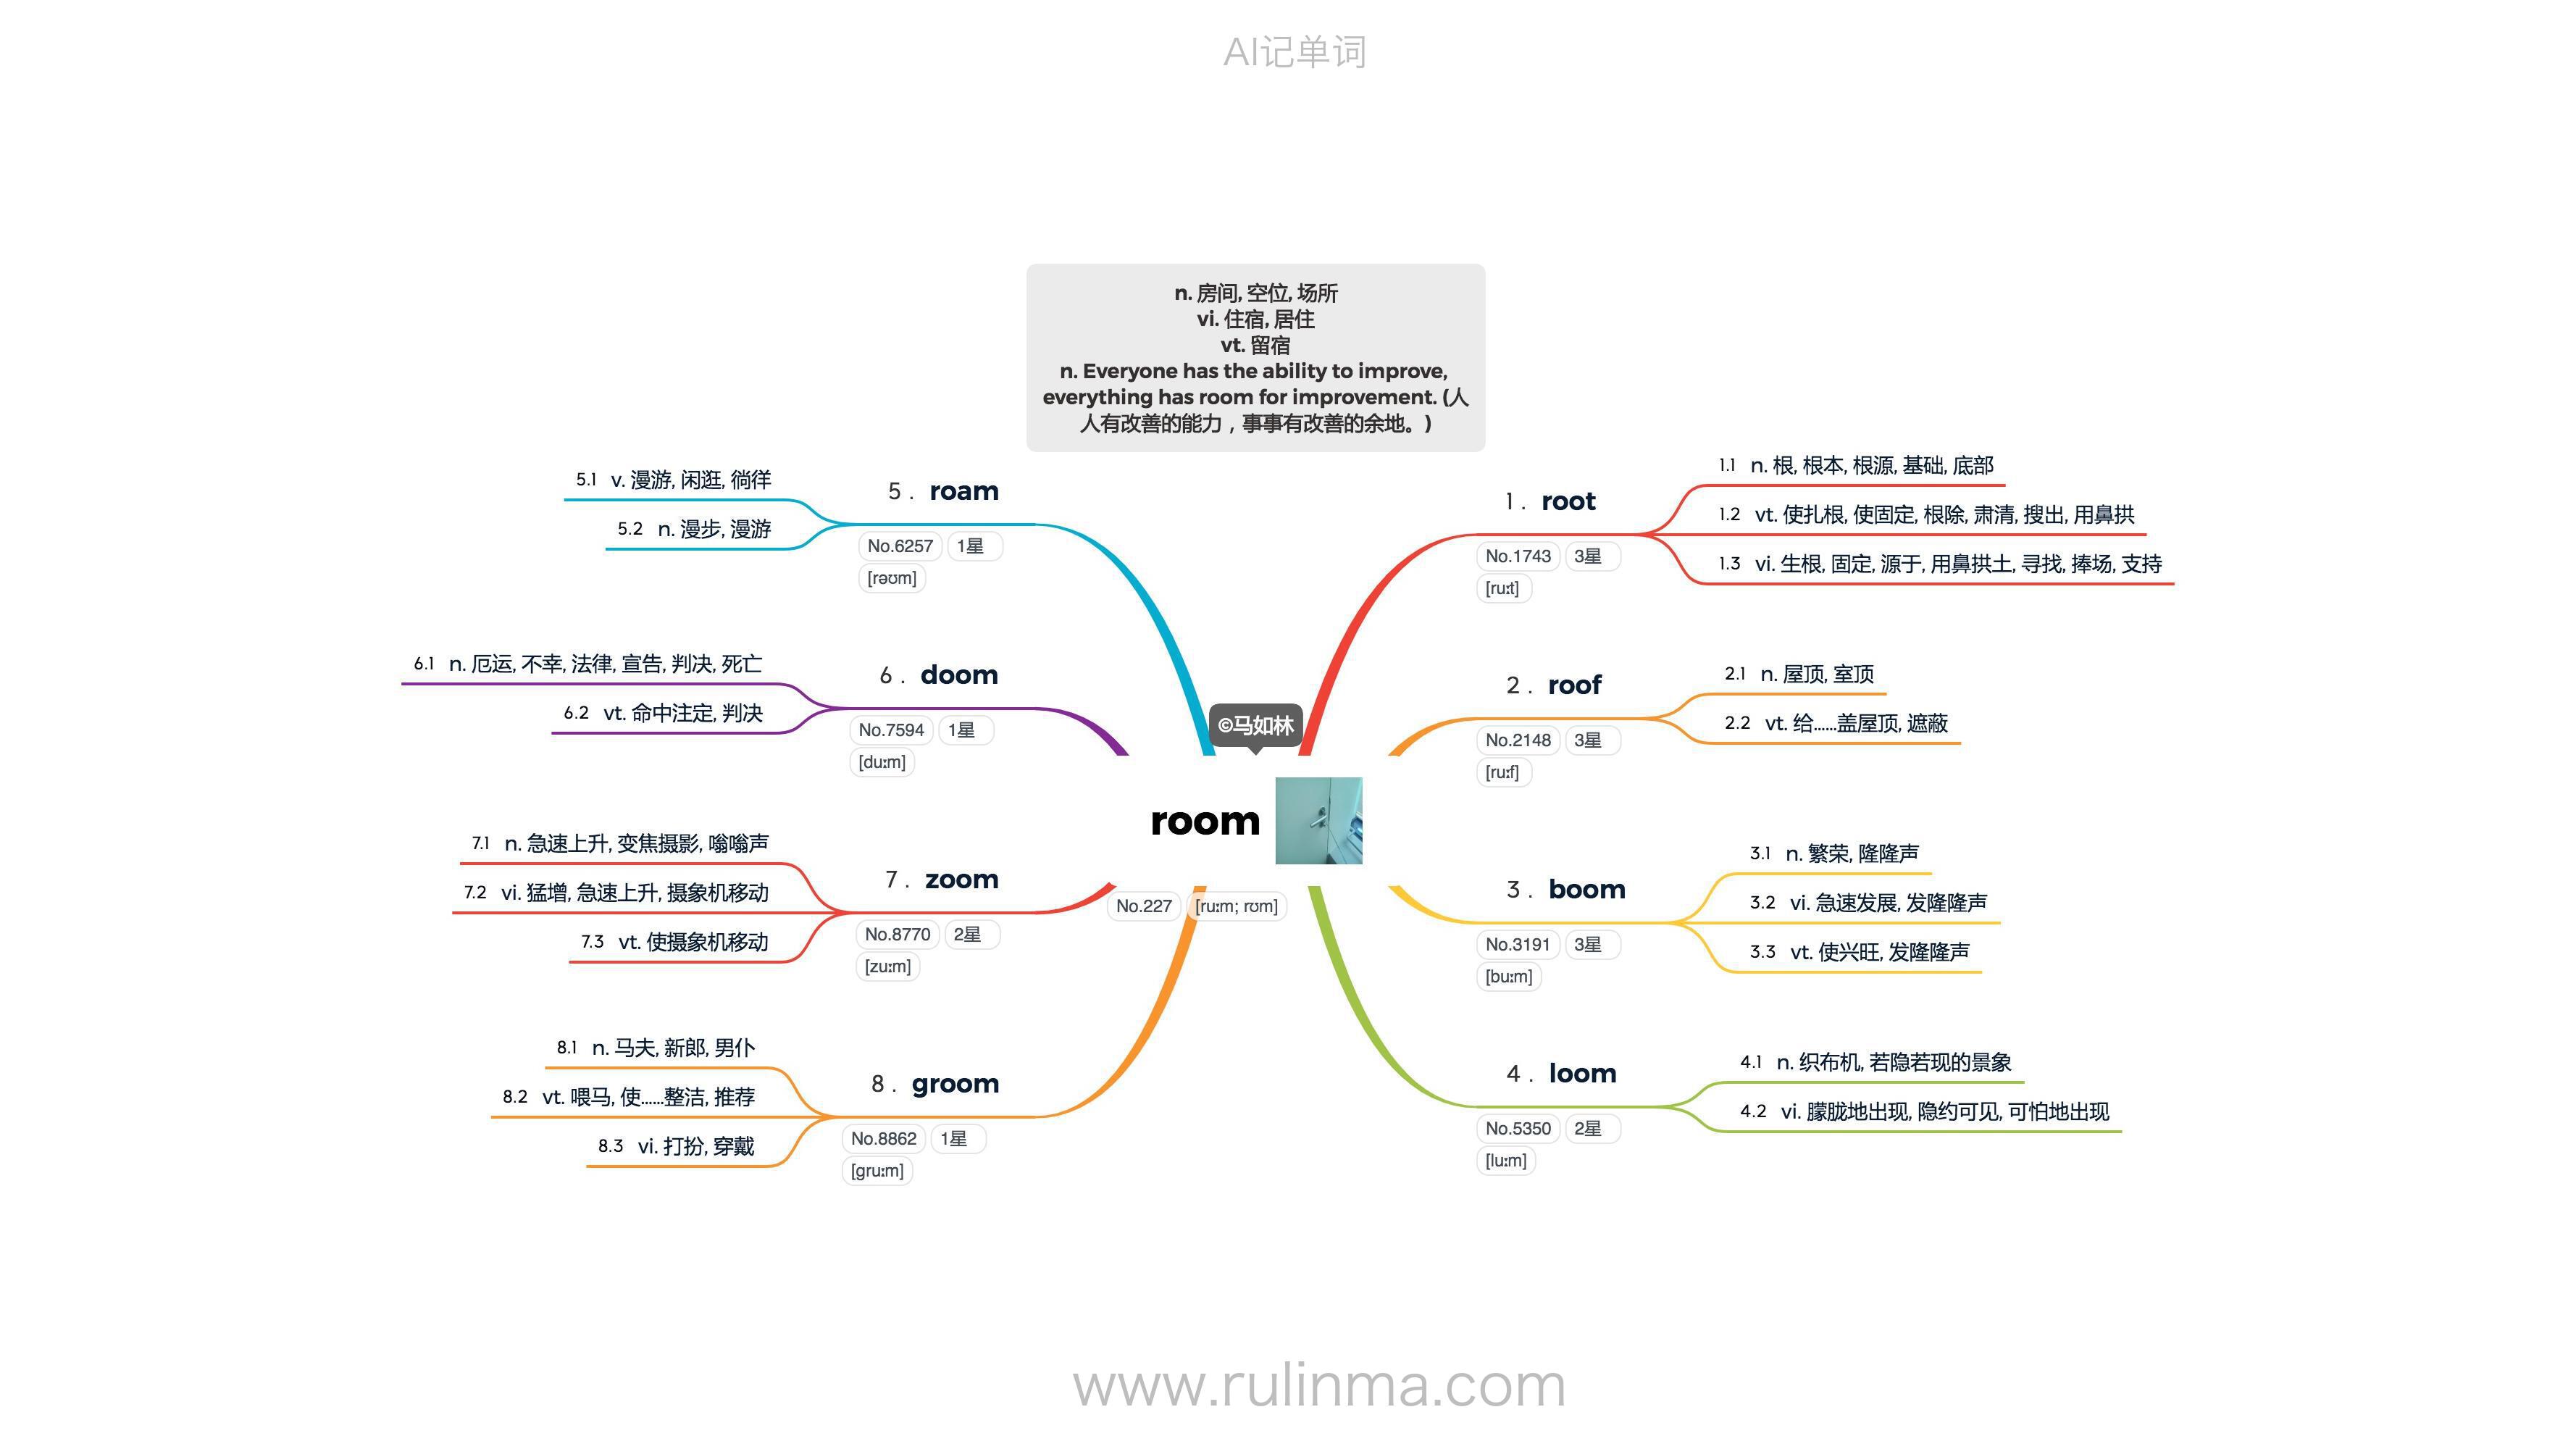 AI记单词
n. 房间, 空位, 场所
vi. 住宿, 居住
vt. 留宿
n. Everyone has the ability to improve,
everything has room for improvement. (人
人有改善的能力，事事有改善的余地。)
©马如林
room
No.227 [ruːm; rʊm]
1. root
No.1743 3星
[ruːt]
1.1 n. 根, 根本, 根源, 基础, 底部
1.2 vt. 使扎根, 使固定, 根除, 肃清, 搜出, 用鼻拱
1.3 vi. 生根, 固定, 源于, 用鼻拱土, 寻找, 捧场, 支持
2. roof
No.2148 3星
[ruːf]
2.1 n. 屋顶, 室顶
2.2 vt. 给……盖屋顶, 遮蔽
3. boom
No.3191 3星
[buːm]
3.1 n. 繁荣, 隆隆声
3.2 vi. 急速发展, 发隆隆声
3.3 vt. 使兴旺, 发隆隆声
4. loom
No.5350 2星
[luːm]
4.1 n. 织布机, 若隐若现的景象
4.2 vi. 朦胧地出现, 隐约可见, 可怕地出现
5. roam
No.6257 1星
[rəʊm]
5.1 v. 漫游, 闲逛, 徜徉
5.2 n. 漫步, 漫游
6. doom
No.7594 1星
[duːm]
6.1 n. 厄运, 不幸, 法律, 宣告, 判决, 死亡
6.2 vt. 命中注定, 判决
7. zoom
No.8770 2星
[zuːm]
7.1 n. 急速上升, 变焦摄影, 嗡嗡声
7.2 vi. 猛增, 急速上升, 摄象机移动
7.3 vt. 使摄象机移动
8. groom
No.8862 1星
[gruːm]
8.1 n. 马夫, 新郎, 男仆
8.2 vt. 喂马, 使……整洁, 推荐
8.3 vi. 打扮, 穿戴
www.rulinma.com